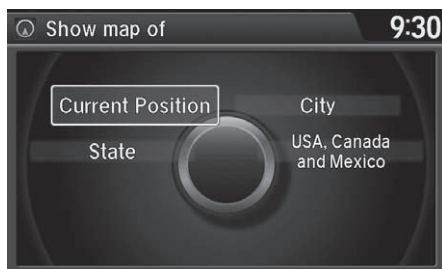 Show map of
9:30
Current Position
City
State
USA, Canada
and Mexico